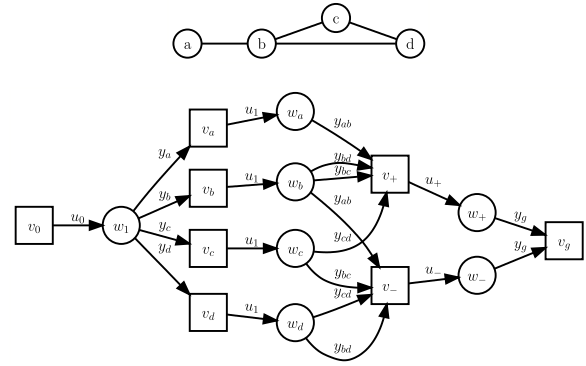 c
a b d
w_a
u_1
y_ab
v_a
y_a
y_bd
y_bc
v_+
u_+
u_1
w_b
v_b
y_b
y_ab
w_+
y_g
v_0
u_0
w_1
y_c
u_1
y_cd
v_g
v_c
w_c
y_d
y_g
y_bc
u_-
w_-
v_-
y_cd
u_1
v_d
w_d
y_bd